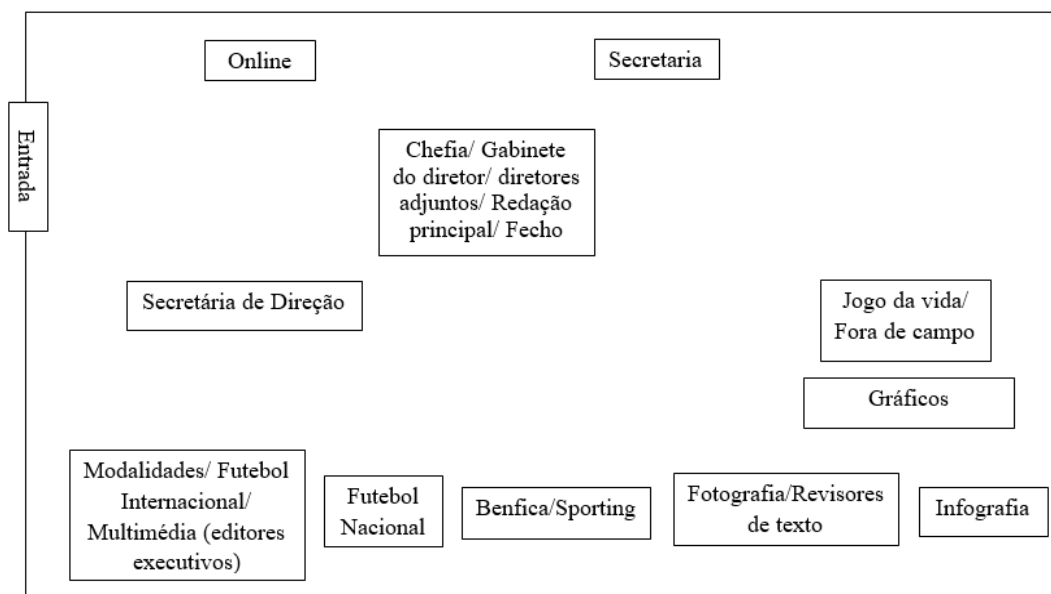 Online
Secretaria
Entrada
Chefia/ Gabinete
do diretor/ diretores
adjuntos/ Redação
principal/ Fecho
Secretária de Direção
Jogo da vida/
Fora de campo
Gráficos
Modalidades/ Futebol
Internacional/
Multimédia (editores
executivos)
Futebol
Nacional
Benfica/Sporting
Fotografia/Revisores
de texto
Infografia